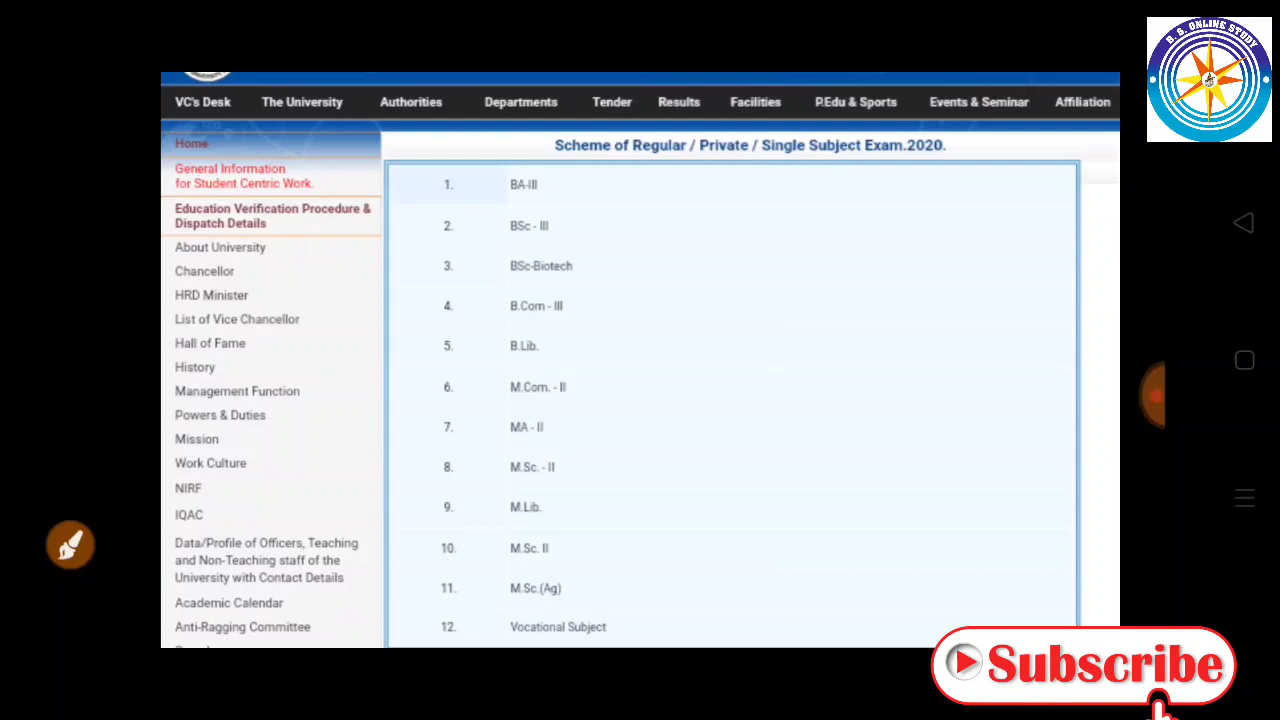 B. S. ONLINE STUDY
VC's Desk The University Authorities Departments Tender Results Facilities P.Edu & Sports Events & Seminar Affiliation
Home
General Information
for Student Centric Work.
Education Verification Procedure &
Dispatch Details
About University
Chancellor
HRD Minister
List of Vice Chancellor
Hall of Fame
History
Management Function
Powers & Duties
Mission
Work Culture
NIRF
IQAC
Data/Profile of Officers, Teaching
and Non-Teaching staff of the
University with Contact Details
Academic Calendar
Anti-Ragging Committee
Scheme of Regular / Private / Single Subject Exam.2020.
1. BA-III
2. BSc - III
3. BSc-Biotech
4. B.Com - III
5. B.Lib.
6. M.Com. - II
7. MA - II
8. M.Sc. - II
9. M.Lib.
10. M.Sc. II
11. M.Sc.(Ag)
12. Vocational Subject
Subscribe